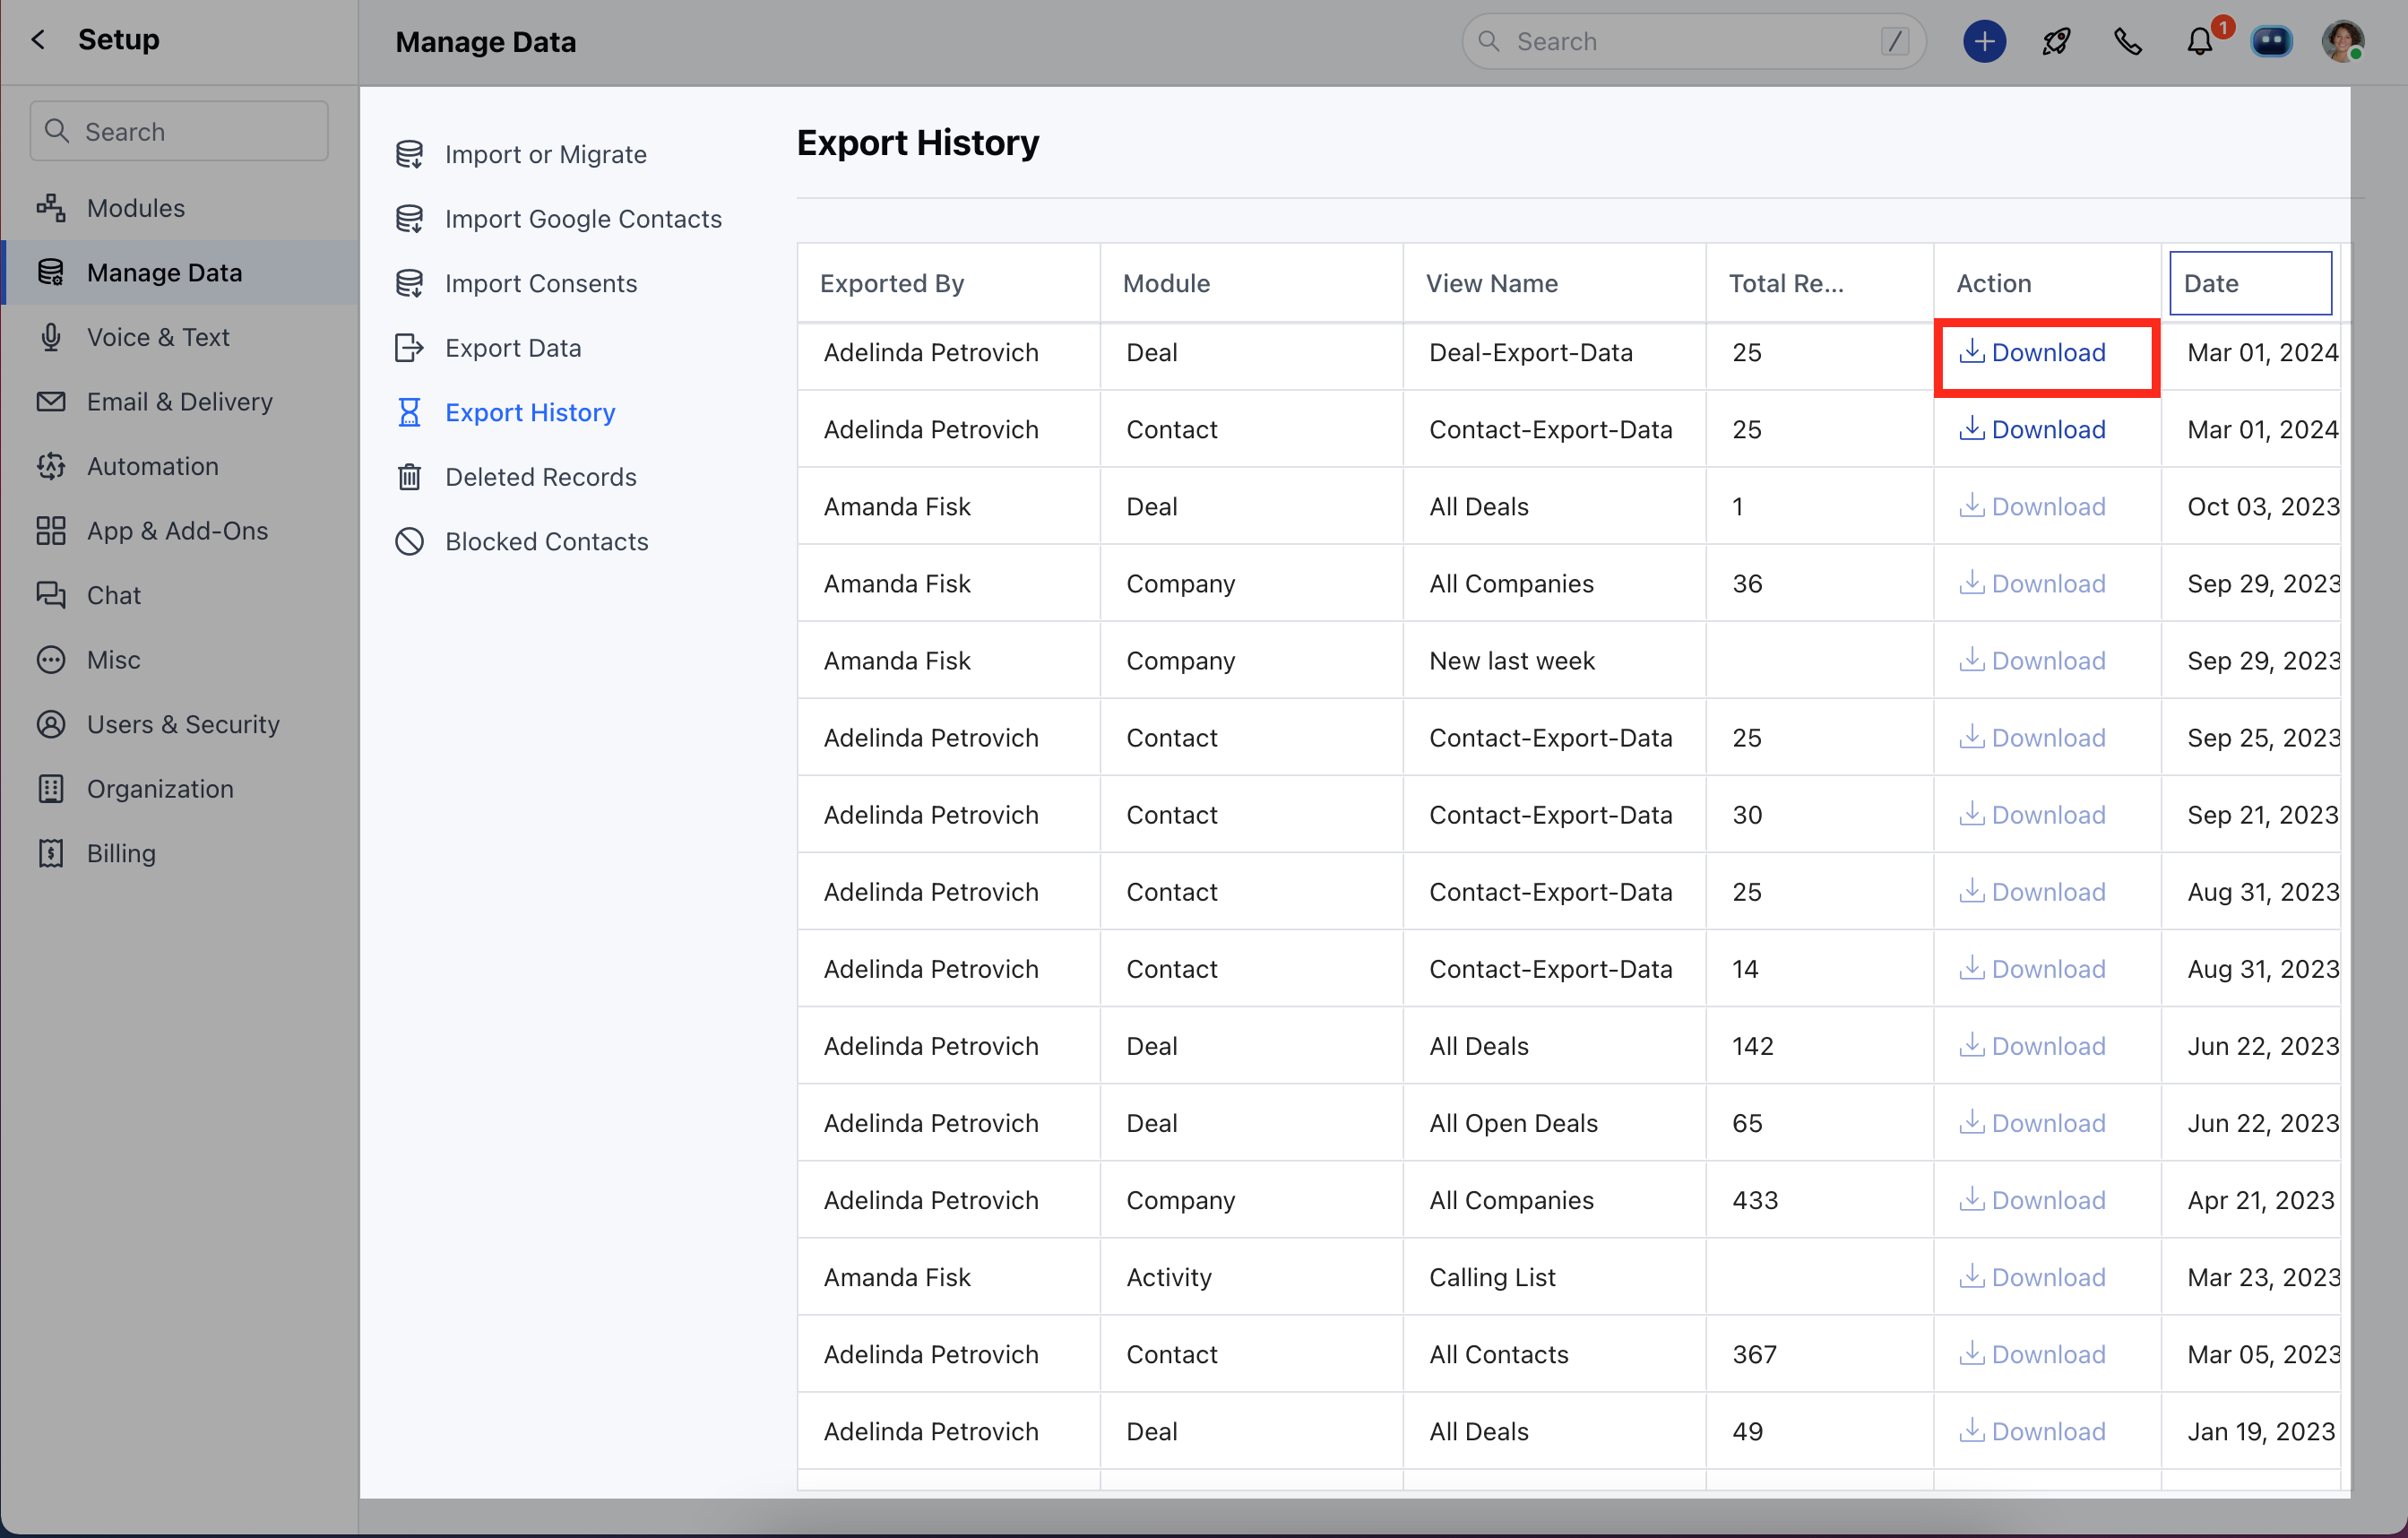 Setup
Manage Data
Search
/
1
Search
Modules
Manage Data
Voice & Text
Email & Delivery
Automation
App & Add-Ons
Chat
Misc
Users & Security
Organization
Billing
Import or Migrate
Import Google Contacts
Import Consents
Export Data
Export History
Deleted Records
Blocked Contacts
Export History
Exported By Module View Name Total Re... Action Date
Adelinda Petrovich Deal Deal-Export-Data 25 Download Mar 01, 2024
Adelinda Petrovich Contact Contact-Export-Data 25 Download Mar 01, 2024
Amanda Fisk Deal All Deals 1 Download Oct 03, 2023
Amanda Fisk Company All Companies 36 Download Sep 29, 2023
Amanda Fisk Company New last week Download Sep 29, 2023
Adelinda Petrovich Contact Contact-Export-Data 25 Download Sep 25, 2023
Adelinda Petrovich Contact Contact-Export-Data 30 Download Sep 21, 2023
Adelinda Petrovich Contact Contact-Export-Data 25 Download Aug 31, 2023
Adelinda Petrovich Contact Contact-Export-Data 14 Download Aug 31, 2023
Adelinda Petrovich Deal All Deals 142 Download Jun 22, 2023
Adelinda Petrovich Deal All Open Deals 65 Download Jun 22, 2023
Adelinda Petrovich Company All Companies 433 Download Apr 21, 2023
Amanda Fisk Activity Calling List Download Mar 23, 2023
Adelinda Petrovich Contact All Contacts 367 Download Mar 05, 2023
Adelinda Petrovich Deal All Deals 49 Download Jan 19, 2023